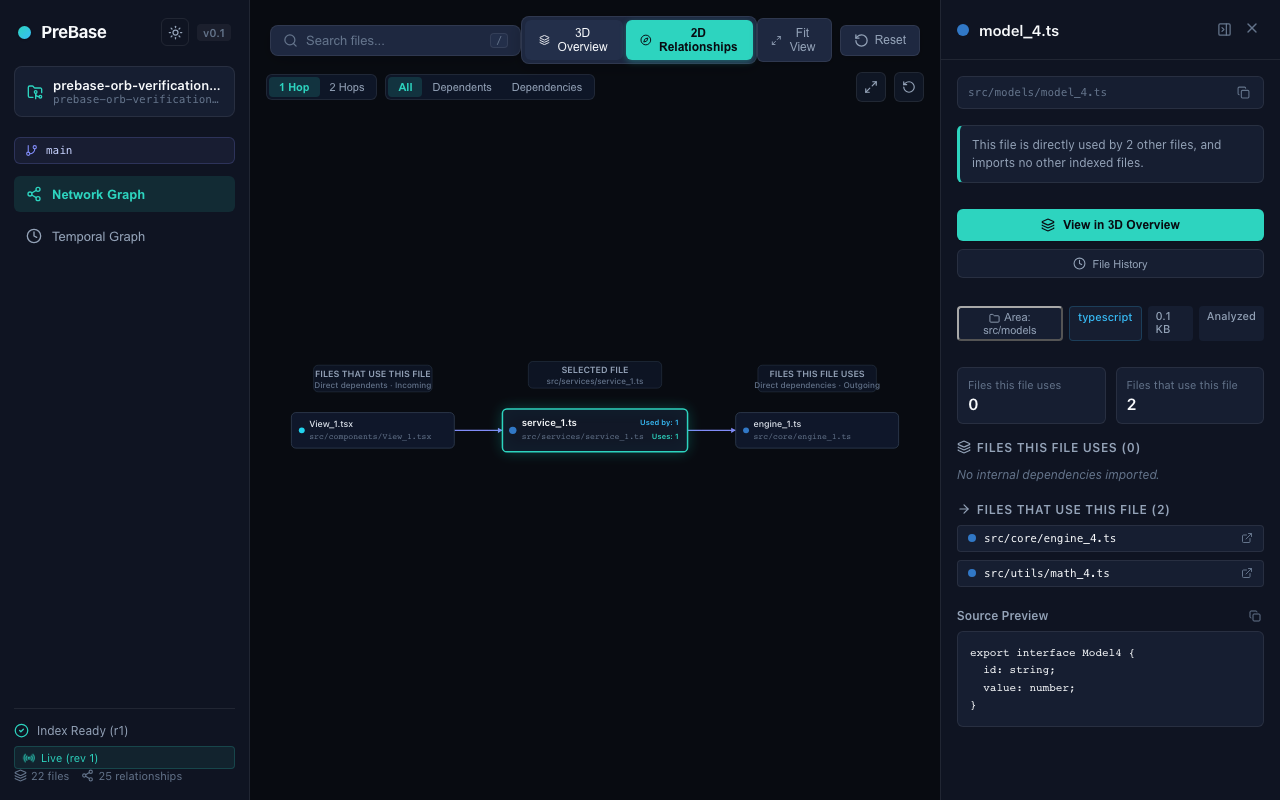 PreBase
v0.1
prebase-orb-verification...
prebase-orb-verification…
main
Network Graph
Temporal Graph
Index Ready (r1)
Live (rev 1)
22 files
25 relationships
Search files...
/
3D Overview
2D Relationships
Fit View
Reset
1 Hop
2 Hops
All
Dependents
Dependencies
FILES THAT USE THIS FILE
Direct dependents · Incoming
SELECTED FILE
src/services/service_1.ts
FILES THIS FILE USES
Direct dependencies · Outgoing
View_1.tsx
src/components/View_1.tsx
service_1.ts
Used by: 1
src/services/service_1.ts
Uses: 1
engine_1.ts
src/core/engine_1.ts
model_4.ts
src/models/model_4.ts
This file is directly used by 2 other files, and
imports no other indexed files.
View in 3D Overview
File History
Area:
src/models
typescript
0.1
KB
Analyzed
Files this file uses
0
Files that use this file
2
FILES THIS FILE USES (0)
No internal dependencies imported.
FILES THAT USE THIS FILE (2)
src/core/engine_4.ts
src/utils/math_4.ts
Source Preview
export interface Model4 {
id: string;
value: number;
}